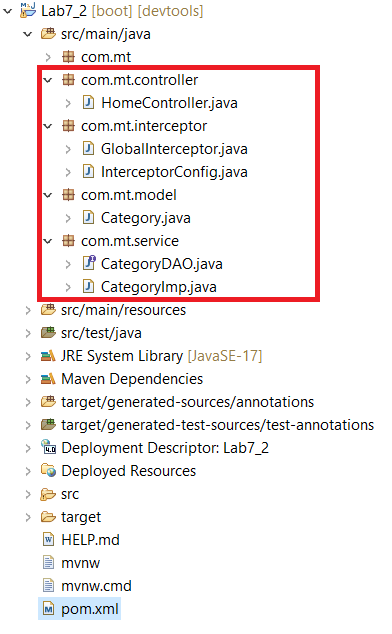 Lab7_2 [boot] [devtools]
src/main/java
com.mt
com.mt.controller
HomeController.java
com.mt.interceptor
GlobalInterceptor.java
InterceptorConfig.java
com.mt.model
Category.java
com.mt.service
CategoryDAO.java
CategoryImp.java
src/main/resources
src/test/java
JRE System Library [JavaSE-17]
Maven Dependencies
target/generated-sources/annotations
target/generated-test-sources/test-annotations
Deployment Descriptor: Lab7_2
Deployed Resources
src
target
HELP.md
mvnw
mvnw.cmd
pom.xml